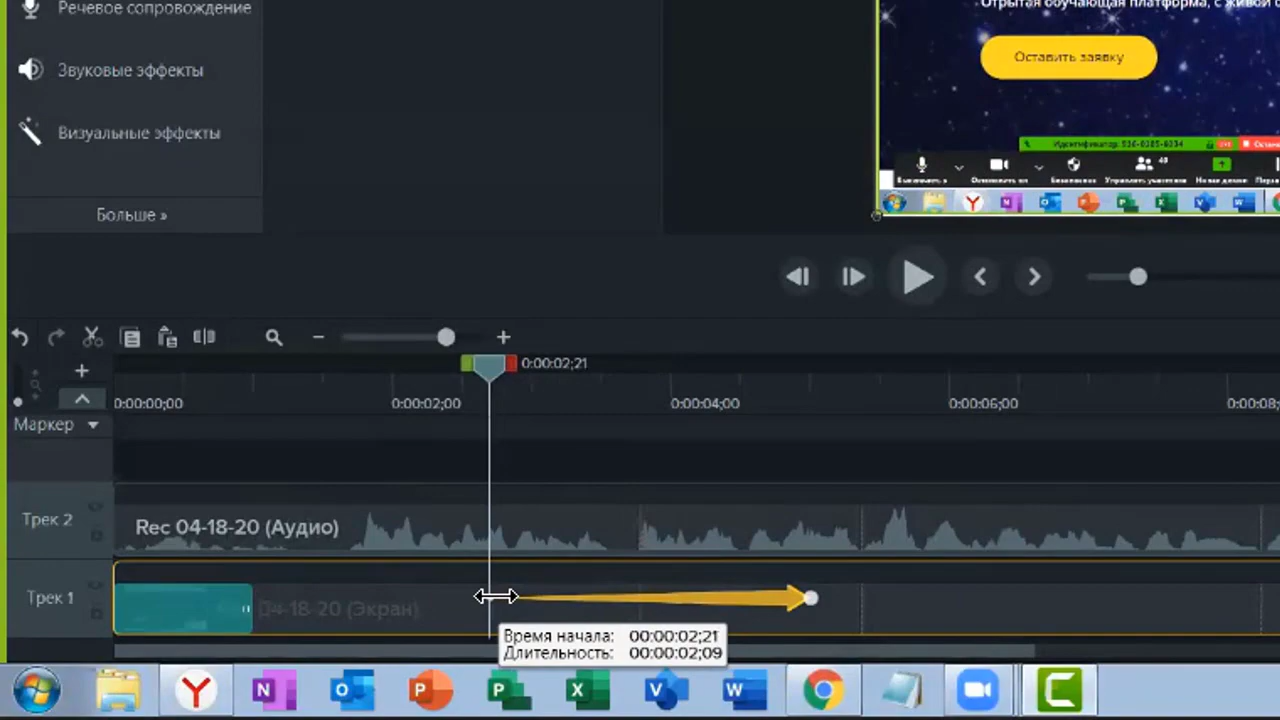 Речевое сопровождение
Отрытая обучающая платформа, с живой
Оставить заявку
Звуковые эффекты
Визуальные эффекты
Больше »
Идентификатор: 536-0285-6034
0:00:02;21
0:00:00;00
0:00:02;00
0:00:04;00
0:00:06;00
0:00:08;
Маркер
Трек 2
Rec 04-18-20 (Аудио)
Трек 1
04-18-20 (Экран)
Время начала: 00:00:02;21
Длительность: 00:00:02;09
N
O
P
P
X
V
W